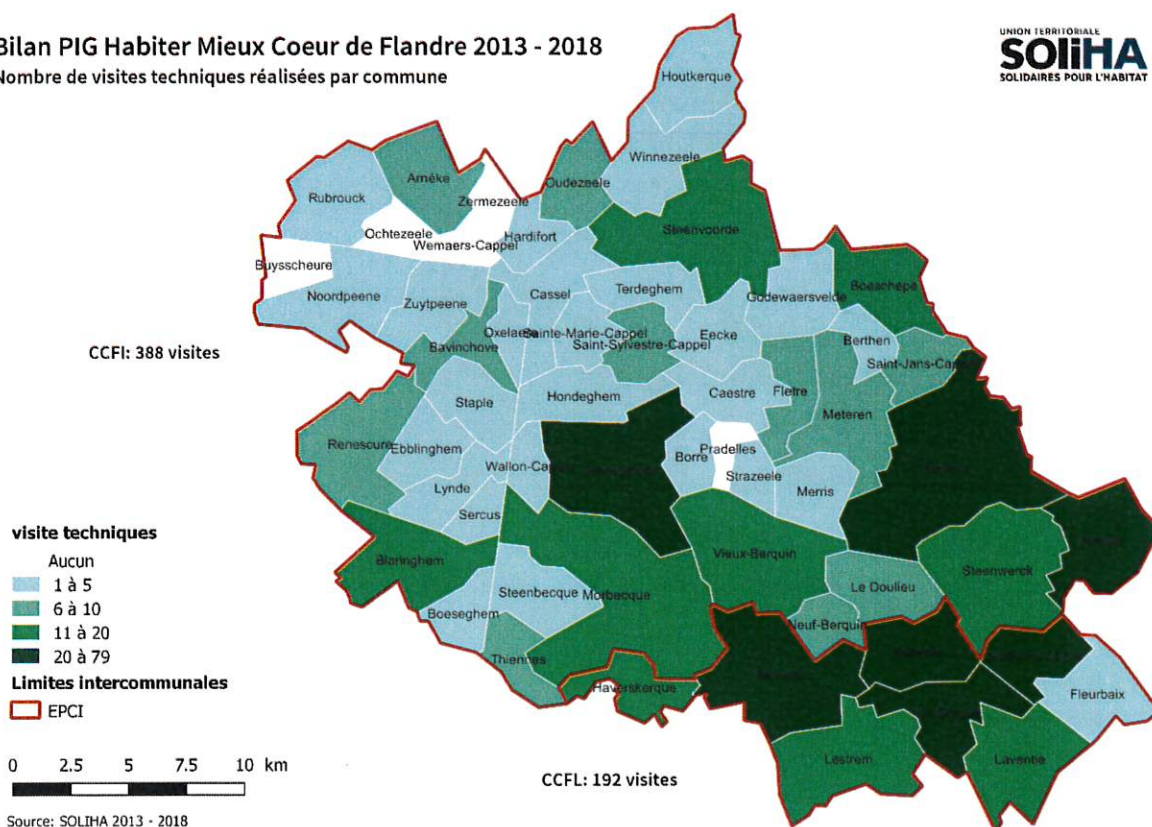 Bilan PIG Habiter Mieux Coeur de Flandre 2013 - 2018
Nombre de visites techniques réalisées par commune
UNION TERRITORIALE
SOLiHA
SOLIDAIRES POUR L'HABITAT
Houtkerque
Winnezeele
Arnèke
Oudezeele
Rubrouck
Zermezeele
Steenvoorde
Ochtezeele
Hardifort
Wemaers-Cappel
Buysscheure
Boeschepe
Noordpeene
Zuytpeene
Cassel
Terdeghem
Godewaersvelde
Oxelaere
Sainte-Marie-Cappel
Eecke
Berthen
CCFI: 388 visites
Bavinchove
Saint-Sylvestre-Cappel
Saint-Jans-Cappel
Staple
Hondeghem
Caestre
Fletre
Meteren
Renescure
Ebblinghem
Wallon-Cappel
Borre
Pradelles
Strazeele
Merris
Lynde
Sercus
visite techniques
Aucun
1 à 5
6 à 10
11 à 20
20 à 79
Limites intercommunales
EPCI
Blaringhem
Vieux-Berquin
Steenwerck
Steenbecque
Morbecque
Le Doulieu
Boeseghem
Neuf-Berquin
Thiennes
Haverskerque
Fleurbaix
Lestrem
Laventie
0 2.5 5 7.5 10 km
CCFL: 192 visites
Source: SOLIHA 2013 - 2018